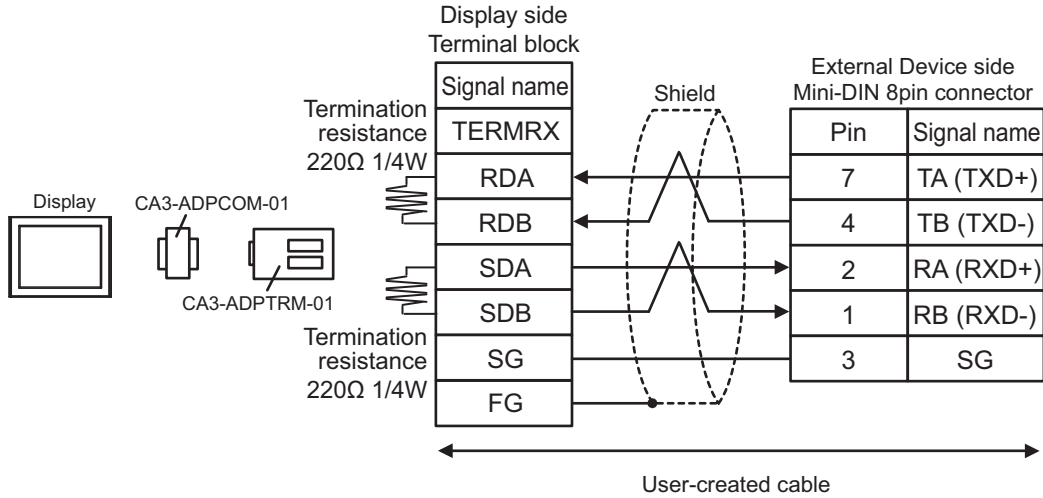 Display side
Terminal block
Signal name
TERMRX
RDA
RDB
SDA
SDB
SG
FG
Termination
resistance
220Ω 1/4W
Termination
resistance
220Ω 1/4W
Display
CA3-ADPCOM-01
CA3-ADPTRM-01
Shield
External Device side
Mini-DIN 8pin connector
Pin Signal name
7 TA (TXD+)
4 TB (TXD-)
2 RA (RXD+)
1 RB (RXD-)
3 SG
User-created cable